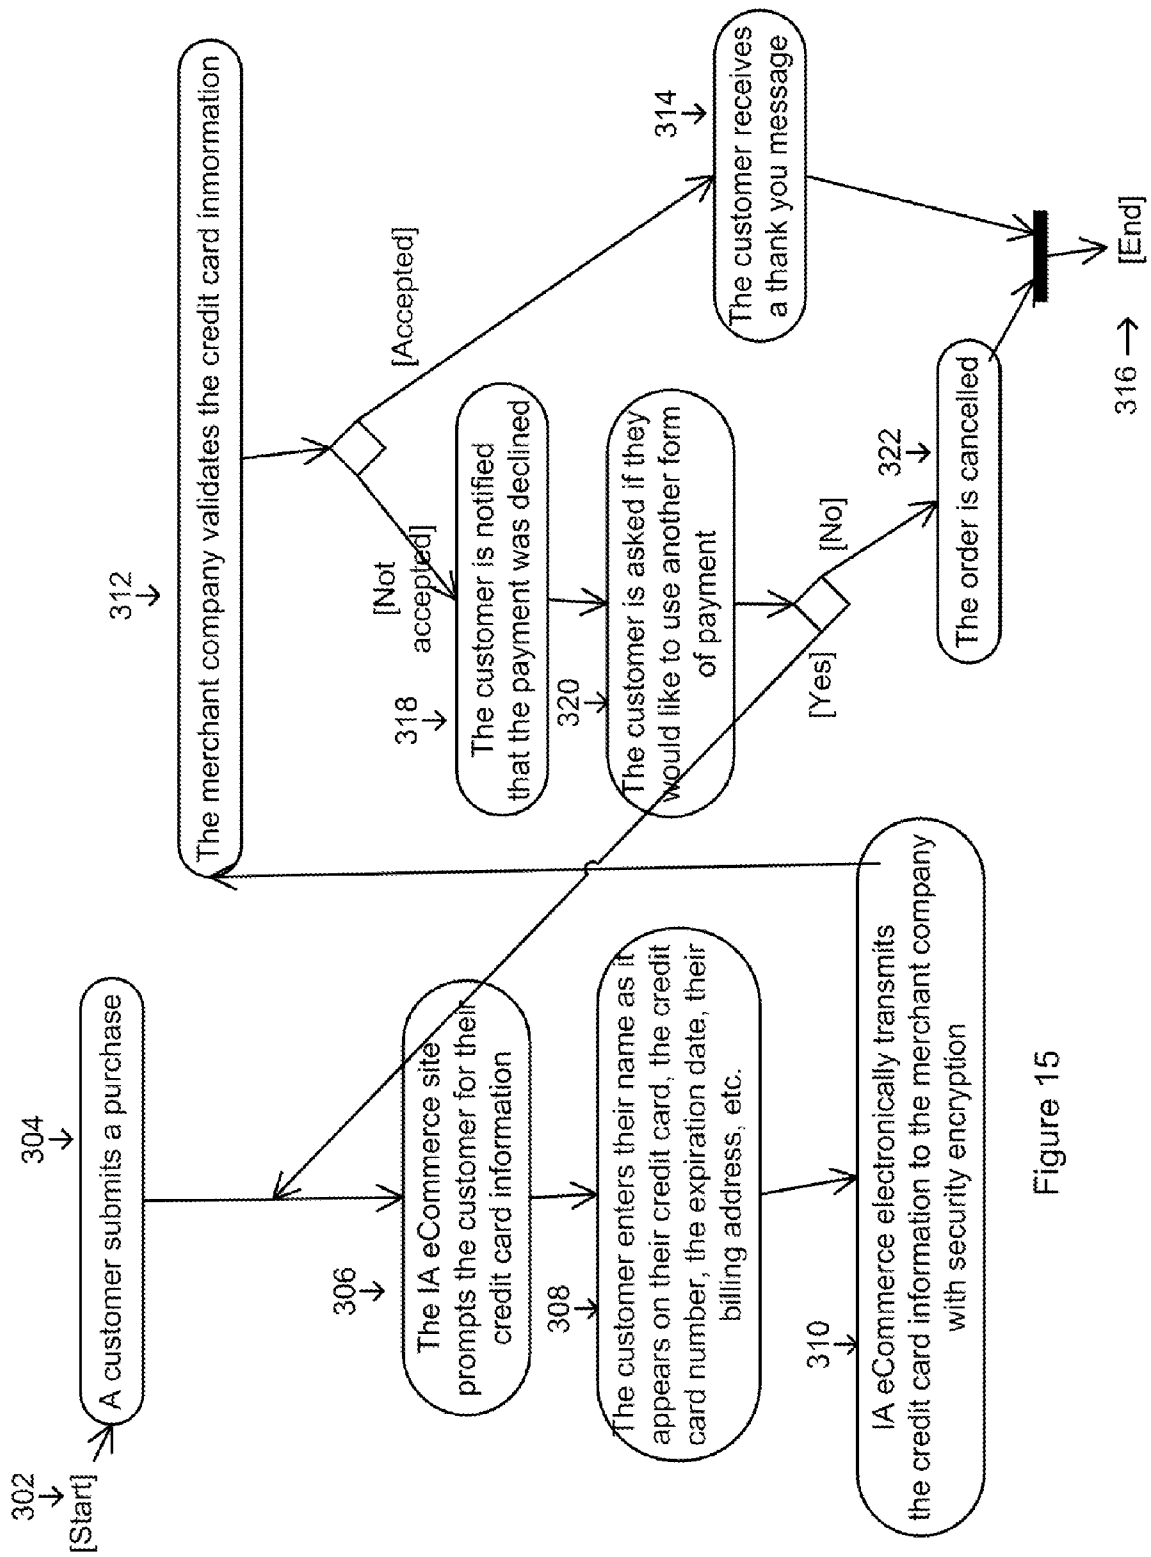 302
[Start]
304
A customer submits a purchase
306
The IA eCommerce site
prompts the customer for their
credit card information
308
The customer enters their name as it
appears on their credit card, the credit
card number, the expiration date, their
billing address, etc.
310
IA eCommerce electronically transmits
the credit card information to the merchant company
with security encryption
312
The merchant company validates the credit card inmormation
[Not
accepted]
[Accepted]
318
The customer is notified
that the payment was declined
320
The customer is asked if they
would like to use another form
of payment
[Yes]
[No]
314
The customer receives
a thank you message
322
The order is cancelled
316
[End]
Figure 15